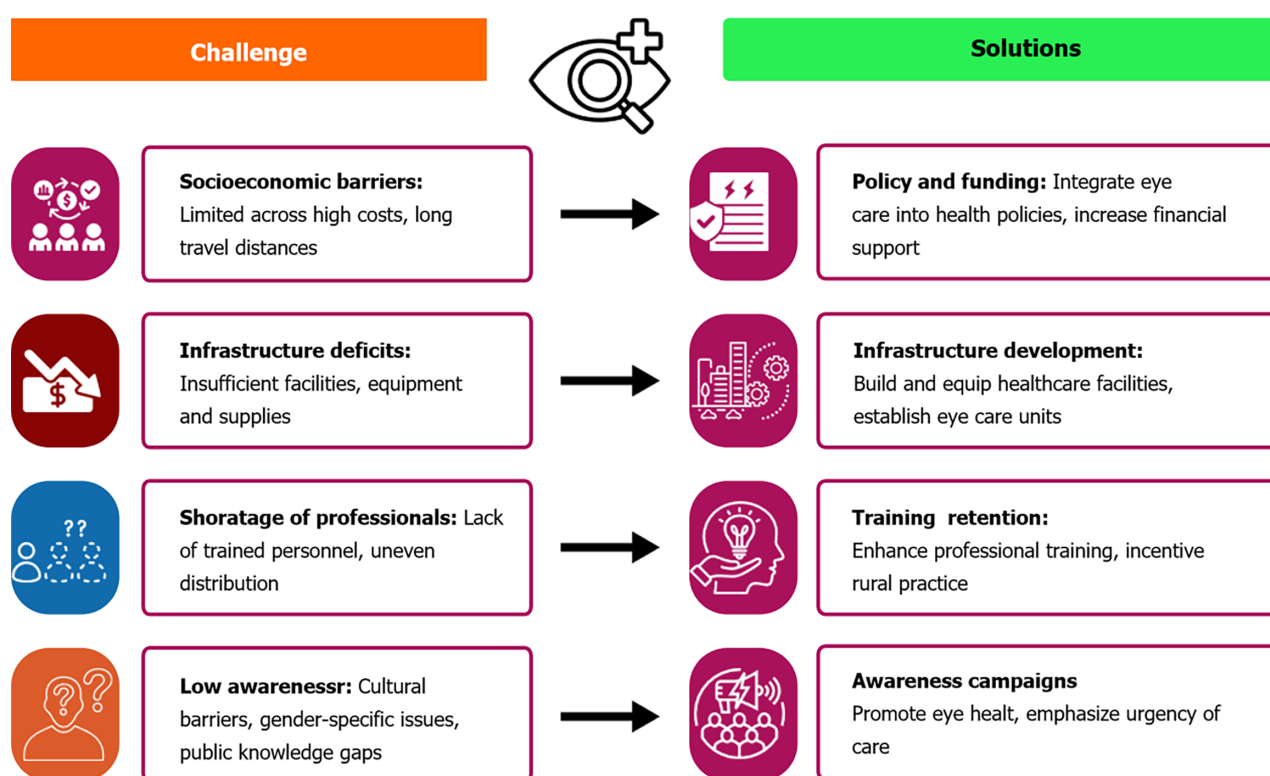 Challenge
Solutions
Socioeconomic barriers:
Limited across high costs, long
travel distances
Policy and funding: Integrate eye
care into health policies, increase financial
support
Infrastructure deficits:
Insufficient facilities, equipment
and supplies
Infrastructure development:
Build and equip healthcare facilities,
establish eye care units
Shoratage of professionals: Lack
of trained personnel, uneven
distribution
Training retention:
Enhance professional training, incentive
rural practice
Low awarenessr: Cultural
barriers, gender-specific issues,
public knowledge gaps
Awareness campaigns
Promote eye healt, emphasize urgency of
care
$
$
??
? ?